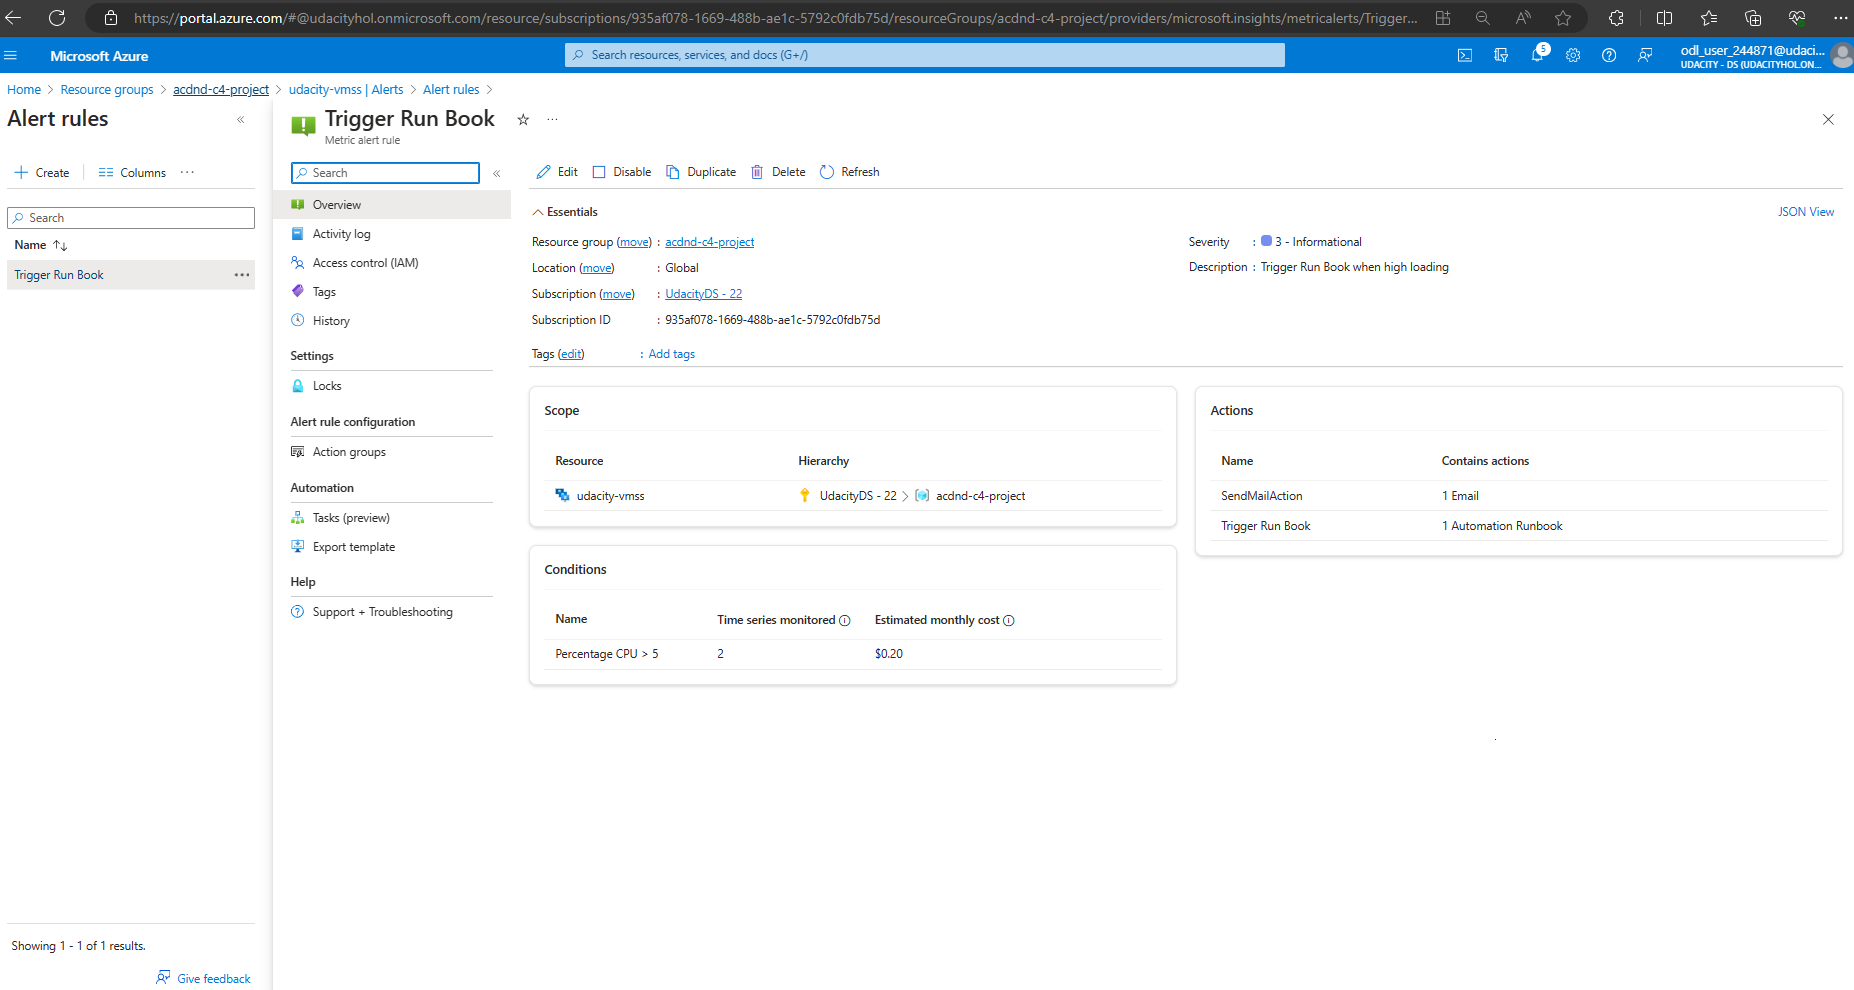 https://portal.azure.com/#@udacityhol.onmicrosoft.com/resource/subscriptions/935af078-1669-488b-ae1c-5792c0fdb75d/resourceGroups/acdnd-c4-project/providers/microsoft.insights/metricalerts/Trigger...
Microsoft Azure
Search resources, services, and docs (G+/)
5
odl_user_244871@udaci...
UDACITY - DS (UDACITYHOL.ON...
Home > Resource groups > acdnd-c4-project > udacity-vmss | Alerts > Alert rules >
Alert rules
«
Create
Columns
...
Search
Name
Trigger Run Book
...
Showing 1 - 1 of 1 results.
Give feedback
Trigger Run Book
...
Metric alert rule
Search
«
Overview
Activity log
Access control (IAM)
Tags
History
Settings
Locks
Alert rule configuration
Action groups
Automation
Tasks (preview)
Export template
Help
Support + Troubleshooting
Edit
Disable
Duplicate
Delete
Refresh
Essentials
JSON View
Resource group (move) : acdnd-c4-project
Location (move) : Global
Subscription (move) : UdacityDS - 22
Subscription ID : 935af078-1669-488b-ae1c-5792c0fdb75d
Severity : 3 - Informational
Description : Trigger Run Book when high loading
Tags (edit) : Add tags
Scope
Resource Hierarchy
udacity-vmss UdacityDS - 22 > acdnd-c4-project
Conditions
Name Time series monitored Estimated monthly cost
Percentage CPU > 5 2 $0.20
Actions
Name Contains actions
SendMailAction 1 Email
Trigger Run Book 1 Automation Runbook